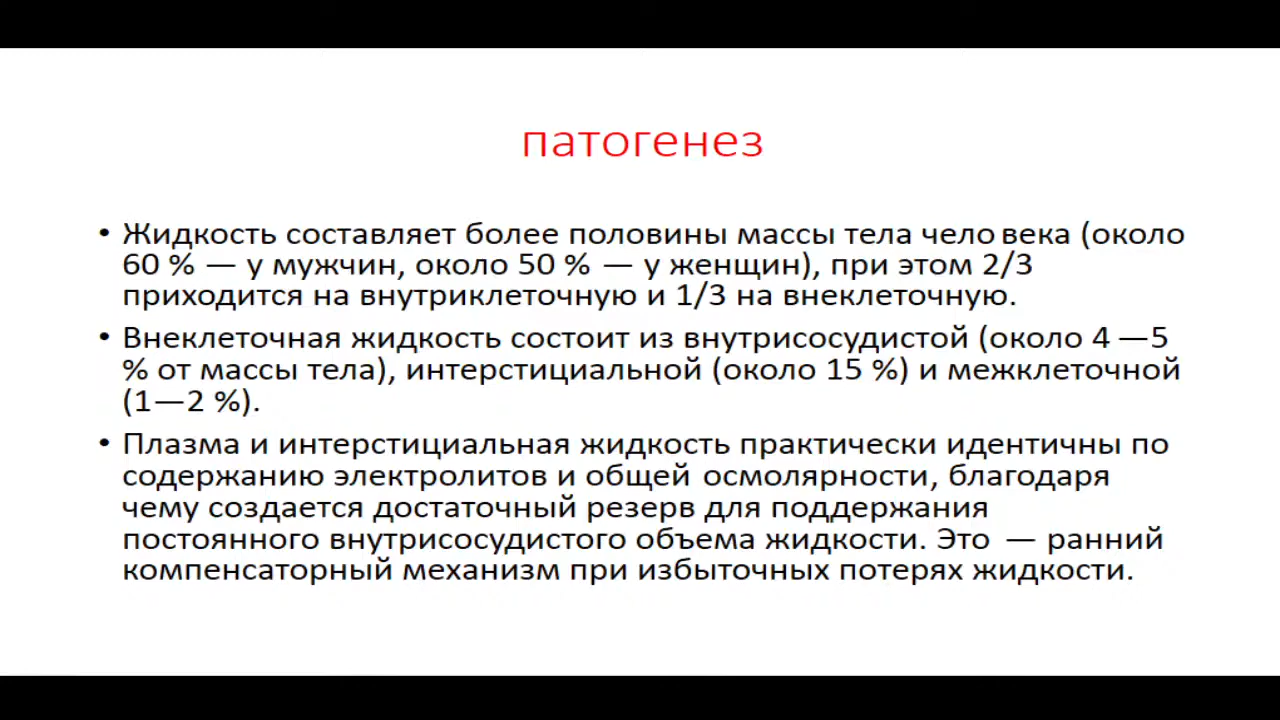 патогенез
• Жидкость составляет более половины массы тела чело века (около
60 % — у мужчин, около 50 % — у женщин), при этом 2/3
приходится на внутриклеточную и 1/3 на внеклеточную.
• Внеклеточная жидкость состоит из внутрисосудистой (около 4 —5
% от массы тела), интерстициальной (около 15 %) и межклеточной
(1—2 %).
• Плазма и интерстициальная жидкость практически идентичны по
содержанию электролитов и общей осмолярности, благодаря
чему создается достаточный резерв для поддержания
постоянного внутрисосудистого объема жидкости. Это — ранний
компенсаторный механизм при избыточных потерях жидкости.